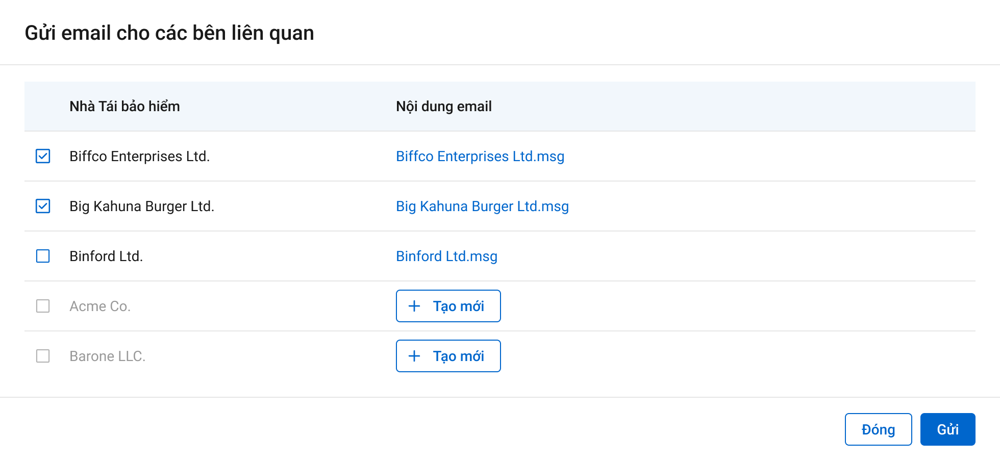 Gửi email cho các bên liên quan
Nhà Tái bảo hiểm Nội dung email
Biffco Enterprises Ltd. Biffco Enterprises Ltd.msg
Big Kahuna Burger Ltd. Big Kahuna Burger Ltd.msg
Binford Ltd. Binford Ltd.msg
Acme Co. Tạo mới
Barone LLC. Tạo mới
Đóng Gửi